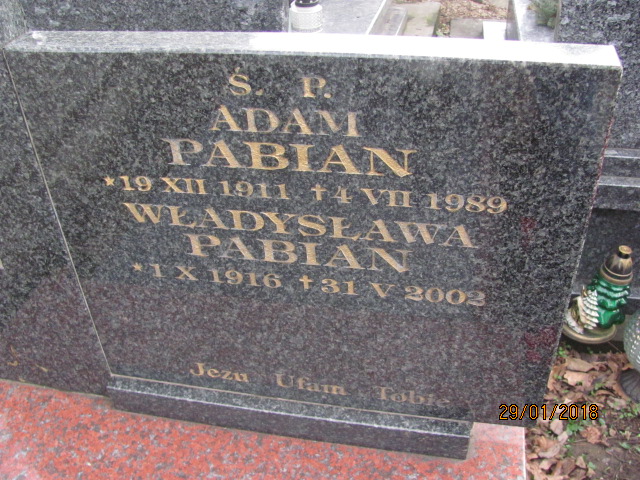 Ś. P.
ADAM
PABIAN
*19 XII 1911 †4 VII 1989
WŁADYSŁAWA
PABIAN
*1 X 1916 †31 V 2002
Jezu Ufam Tobie
29/01/2018